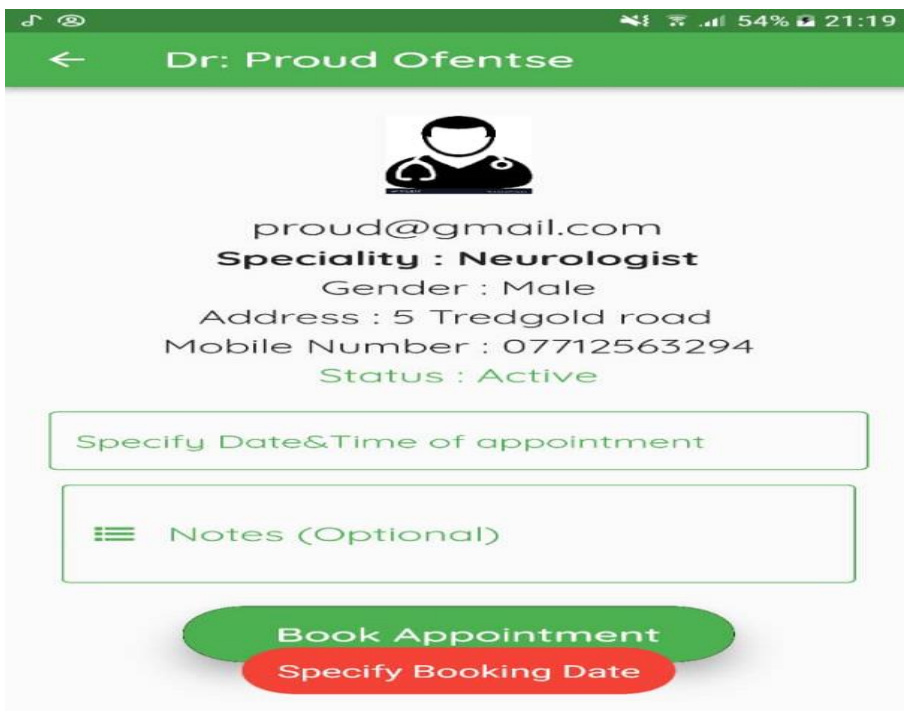 54% 21:19
Dr: Proud Ofentse
proud@gmail.com
Speciality : Neurologist
Gender : Male
Address : 5 Tredgold road
Mobile Number : 07712563294
Status : Active
Specify Date&Time of appointment
Notes (Optional)
Book Appointment
Specify Booking Date